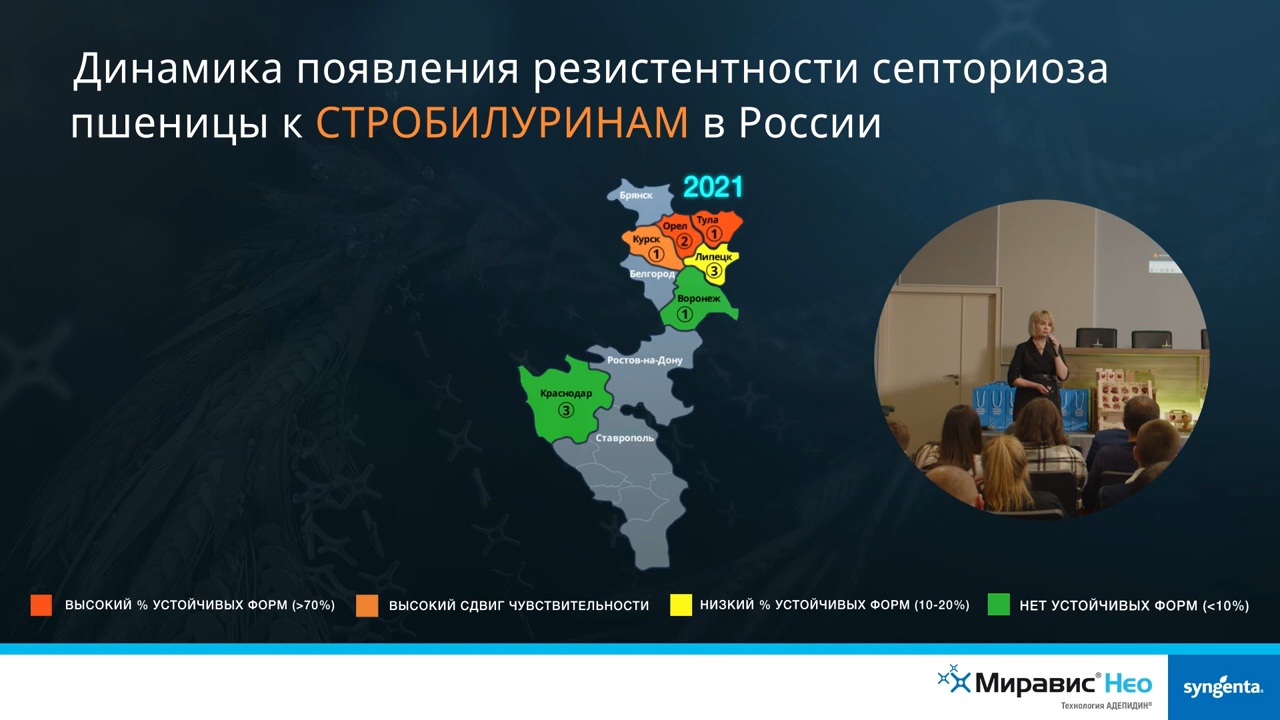 Динамика появления резистентности септориоза
пшеницы к СТРОБИЛУРИНАМ в России
2021
Брянск
Тула
1
Орел
2
Курск
1
Липецк
3
Белгород
Воронеж
1
Ростов-на-Дону
Краснодар
3
Ставрополь
ВЫСОКИЙ % УСТОЙЧИВЫХ ФОРМ (>70%)
ВЫСОКИЙ СДВИГ ЧУВСТВИТЕЛЬНОСТИ
НИЗКИЙ % УСТОЙЧИВЫХ ФОРМ (10-20%)
НЕТ УСТОЙЧИВЫХ ФОРМ (<10%)
Миравис® Нео
Технология АДЕПИДИН®
syngenta.